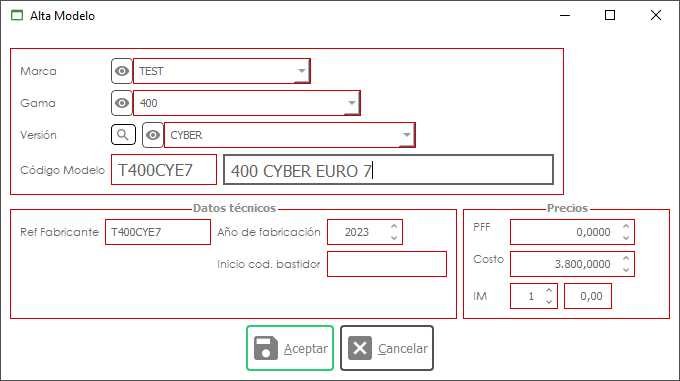 Alta Modelo
Marca TEST
Gama 400
Versión CYBER
Código Modelo T400CYE7 400 CYBER EURO 7
Datos técnicos
Ref Fabricante T400CYE7 Año de fabricación 2023
Inicio cod. bastidor
Precios
PFF 0,0000
Costo 3.800,0000
IM 1 0,00
Aceptar Cancelar